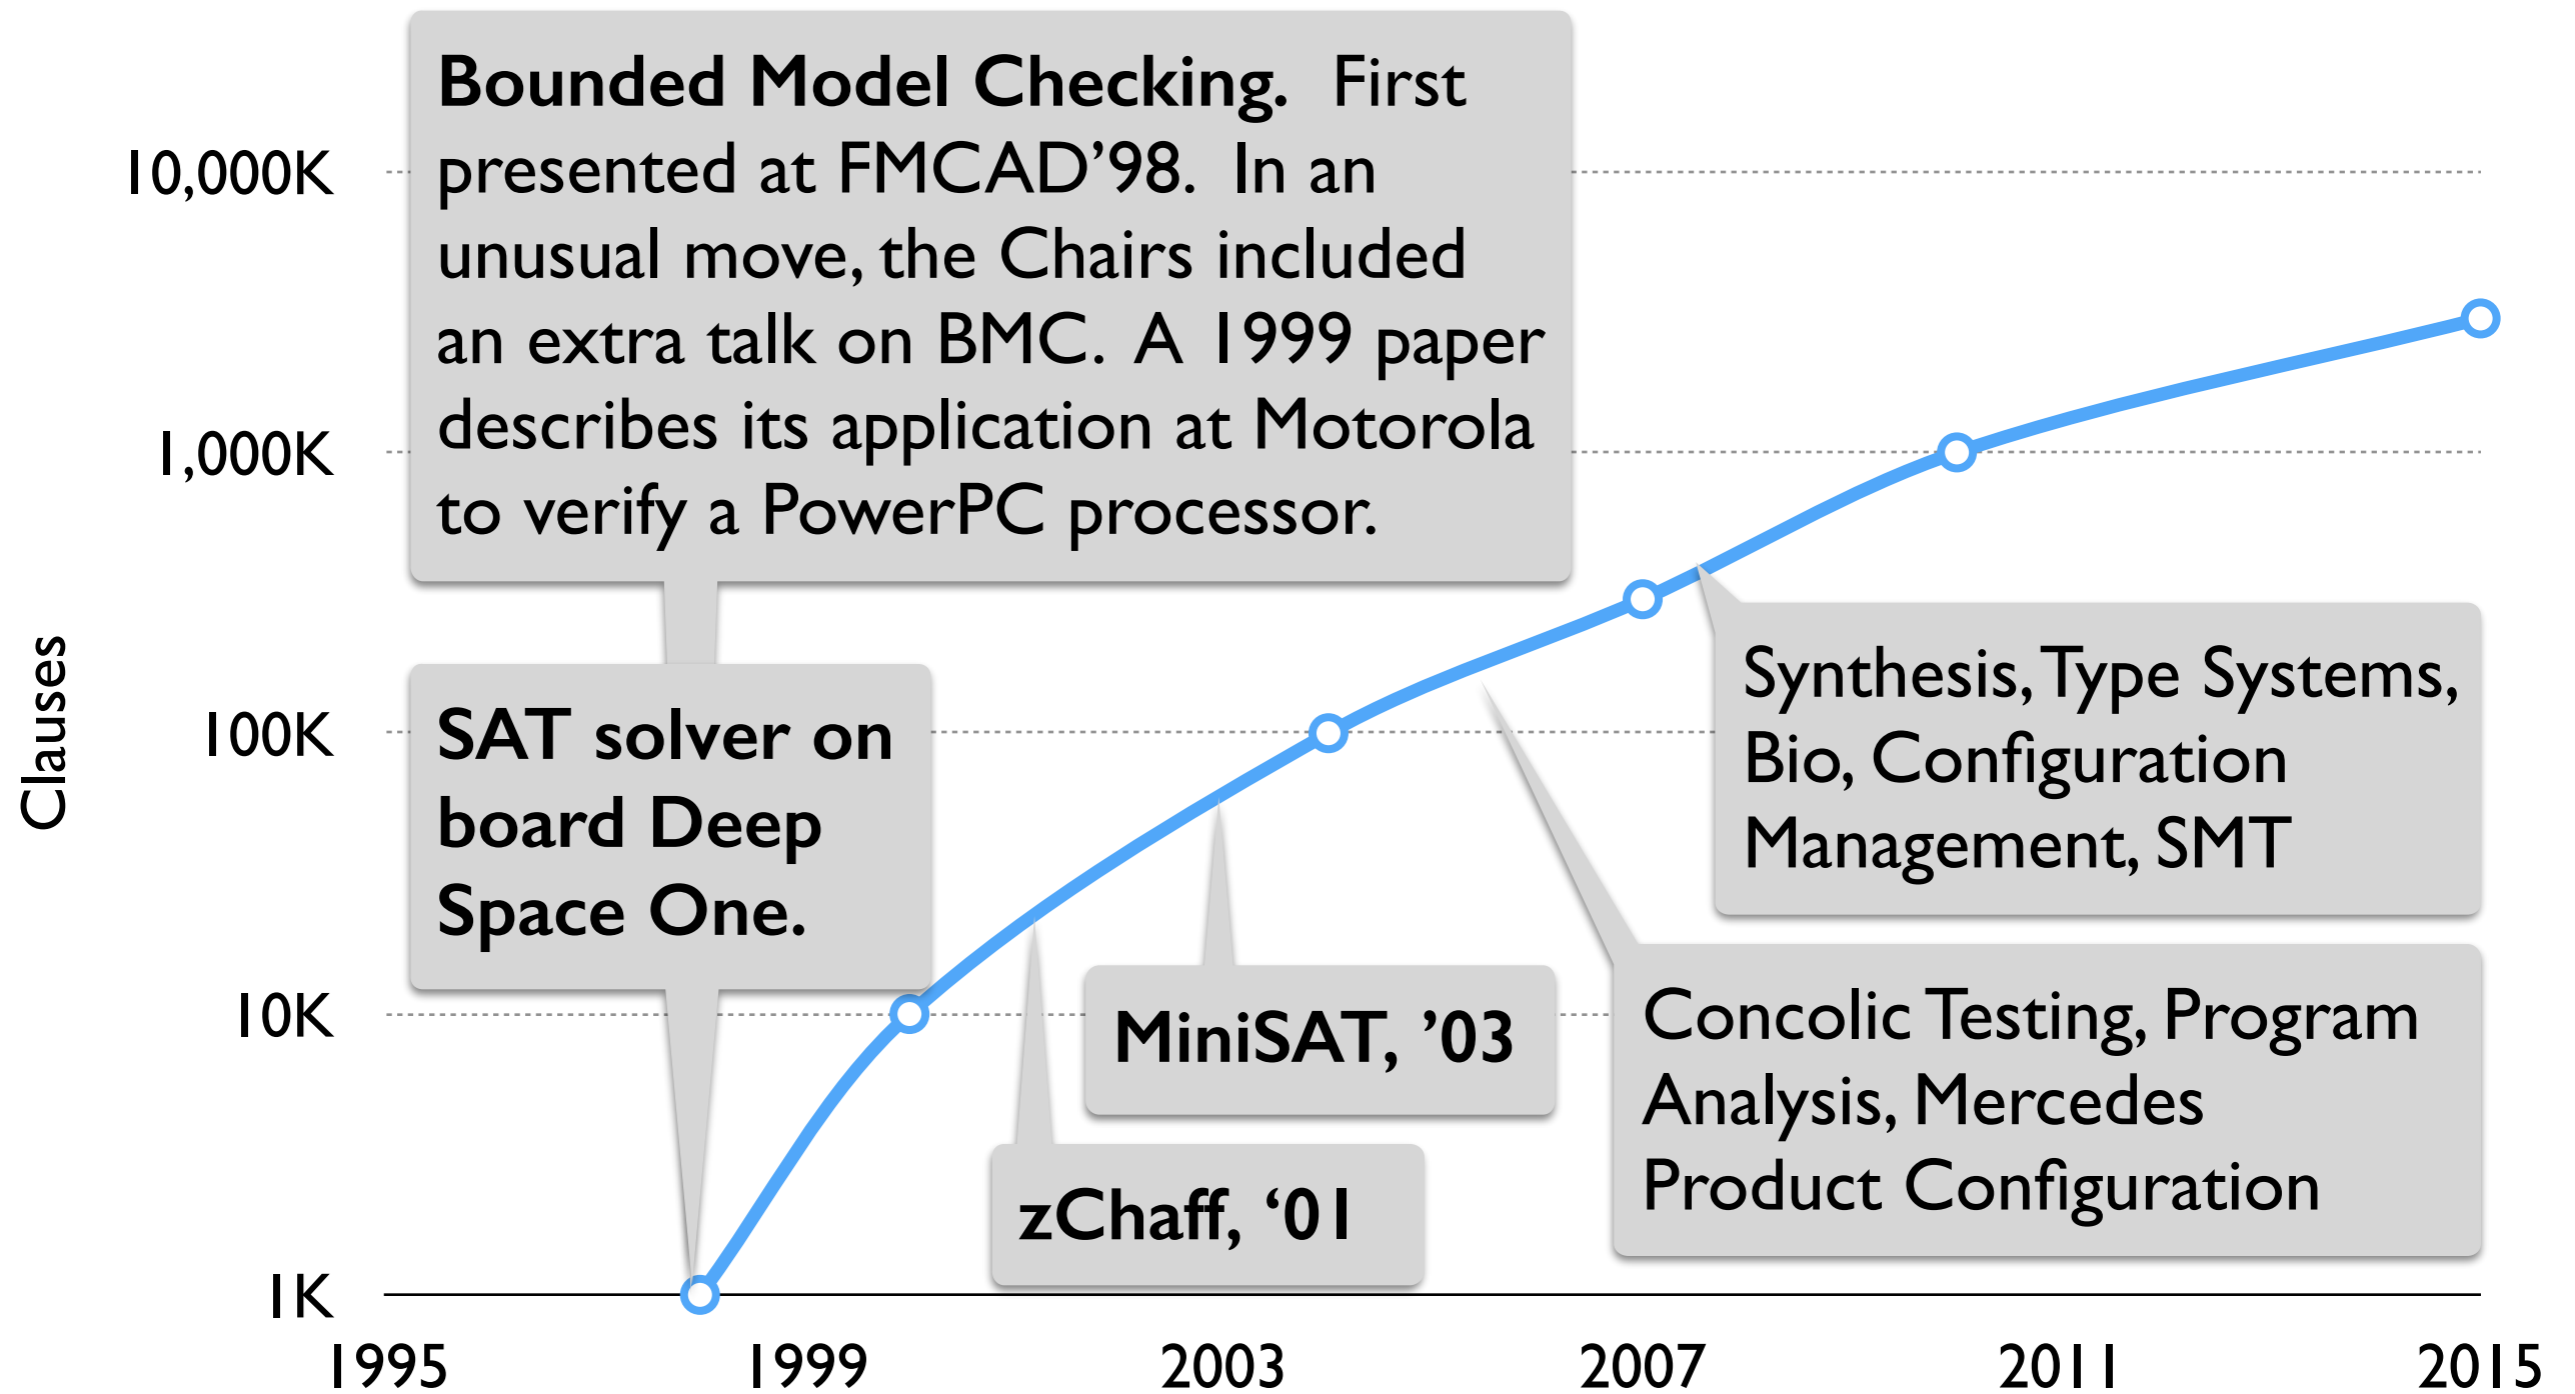 Bounded Model Checking. First
presented at FMCAD’98. In an
unusual move, the Chairs included
an extra talk on BMC. A 1999 paper
describes its application at Motorola
to verify a PowerPC processor.
10,000K
1,000K
100K
10K
1K
Clauses
SAT solver on
board Deep
Space One.
Synthesis, Type Systems,
Bio, Configuration
Management, SMT
MiniSAT, ’03
zChaff, ‘01
Concolic Testing, Program
Analysis, Mercedes
Product Configuration
1995 1999 2003 2007 2011 2015